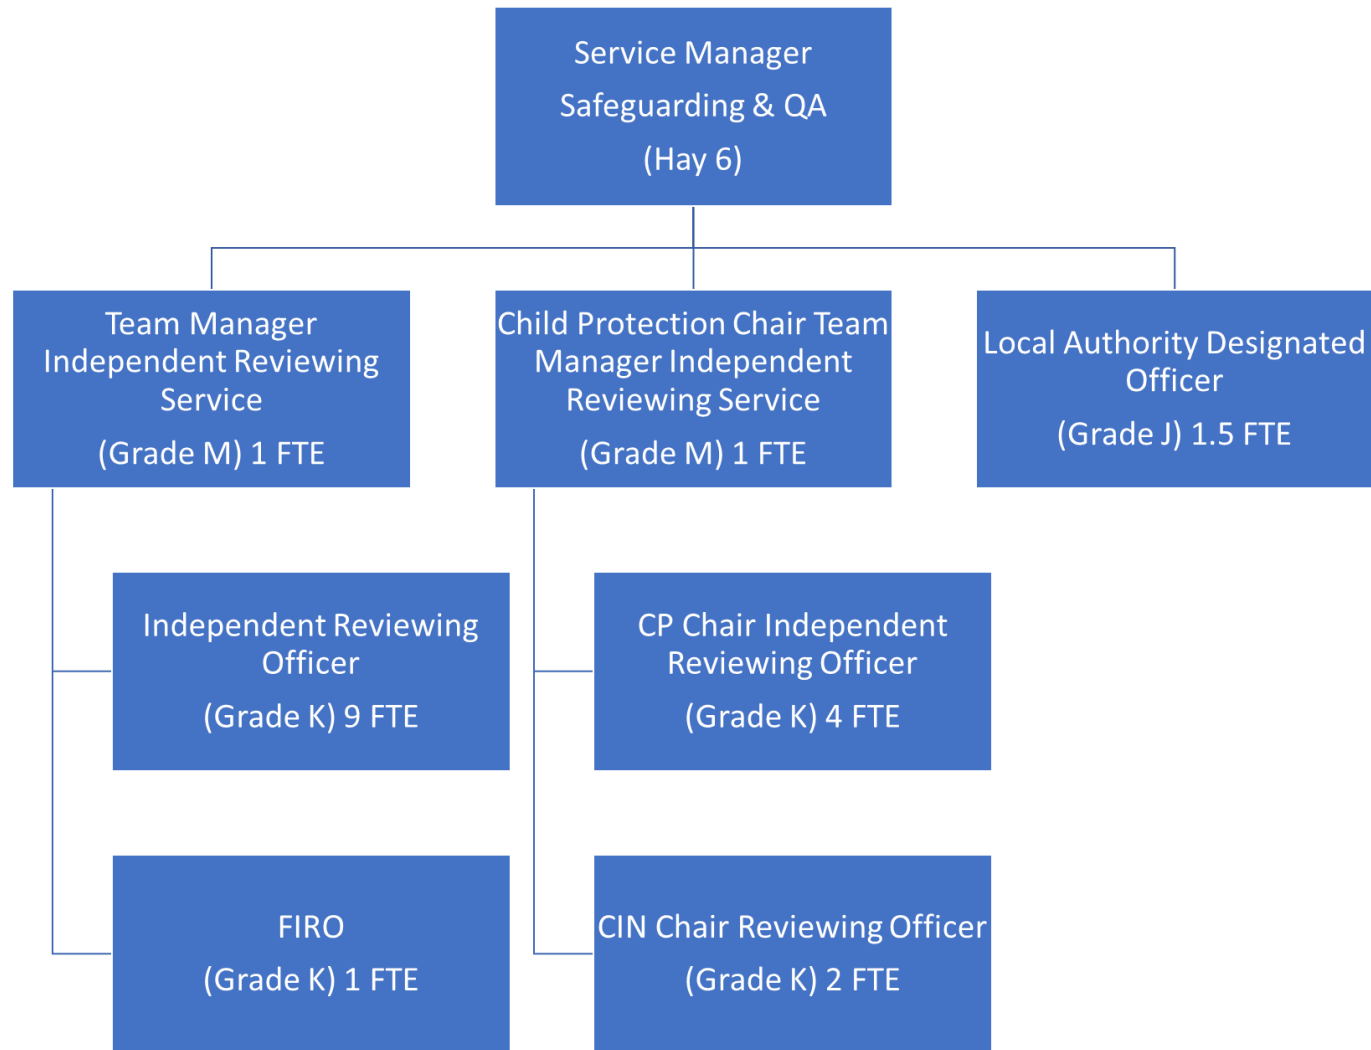 Service Manager
Safeguarding & QA
(Hay 6)
Team Manager
Independent Reviewing
Service
(Grade M) 1 FTE
Child Protection Chair Team
Manager Independent
Reviewing Service
(Grade M) 1 FTE
Local Authority Designated
Officer
(Grade J) 1.5 FTE
Independent Reviewing
Officer
(Grade K) 9 FTE
CP Chair Independent
Reviewing Officer
(Grade K) 4 FTE
FIRO
(Grade K) 1 FTE
CIN Chair Reviewing Officer
(Grade K) 2 FTE